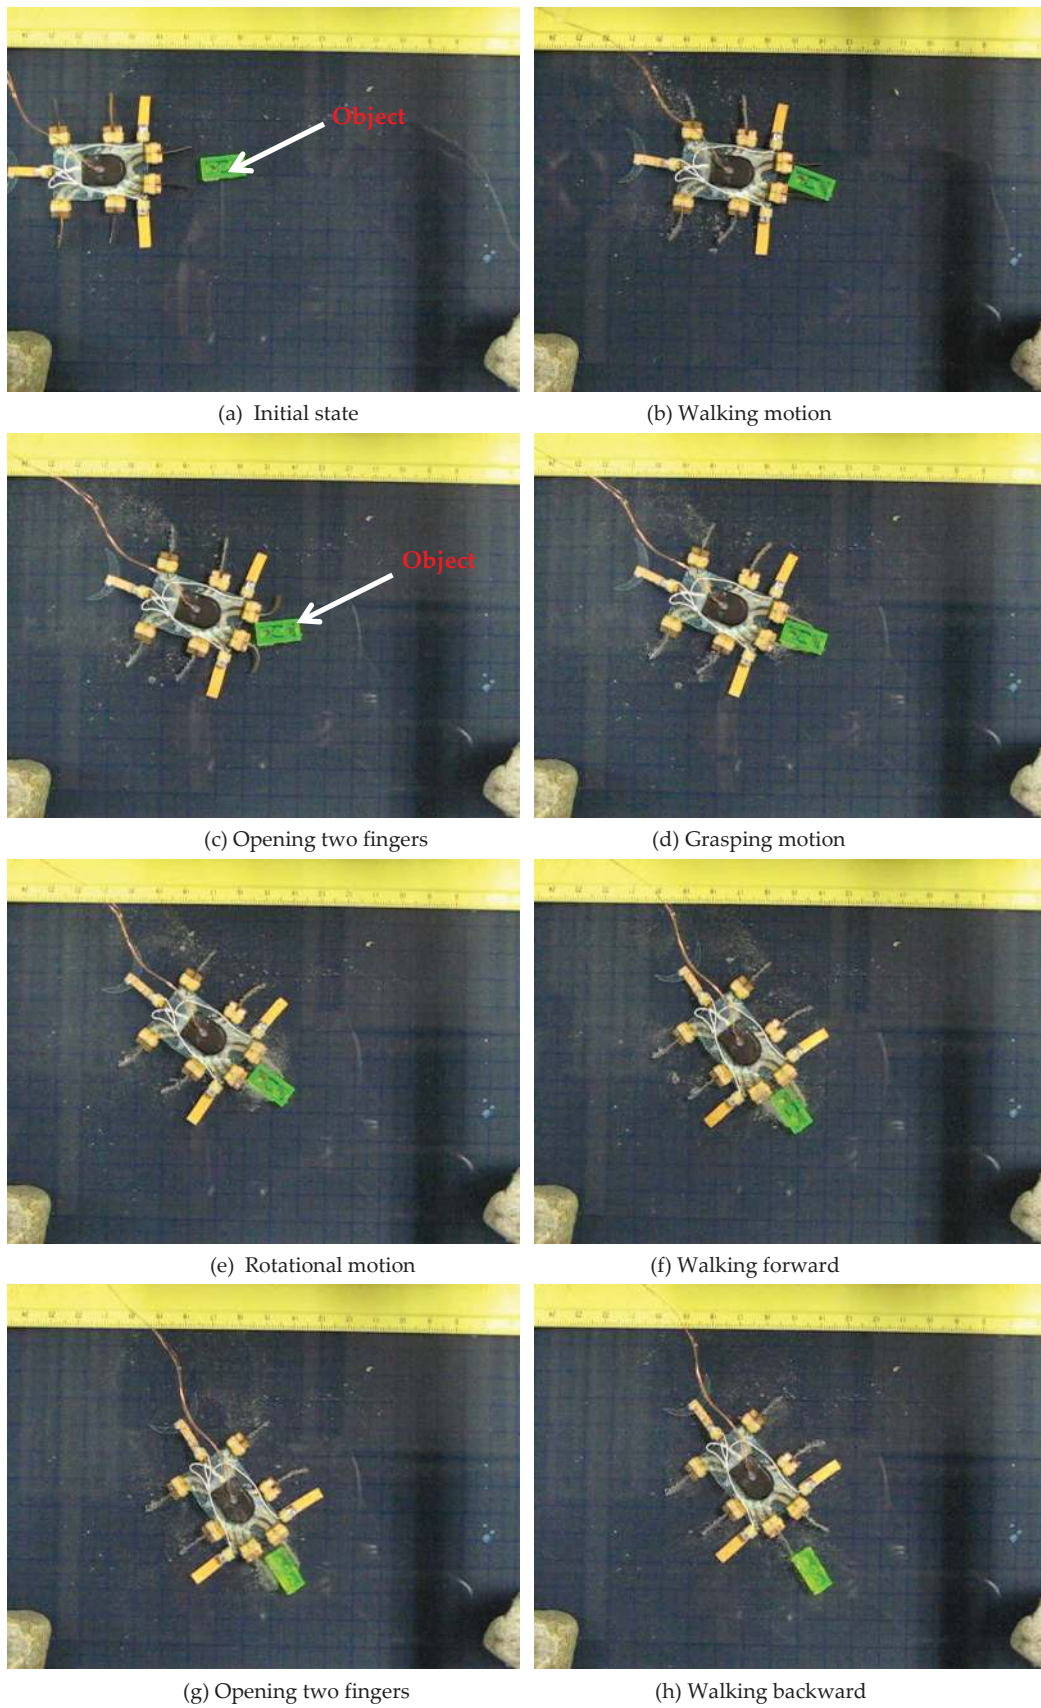 Object
(a) Initial state
(b) Walking motion
Object
(c) Opening two fingers
(d) Grasping motion
(e) Rotational motion
(f) Walking forward
(g) Opening two fingers
(h) Walking backward